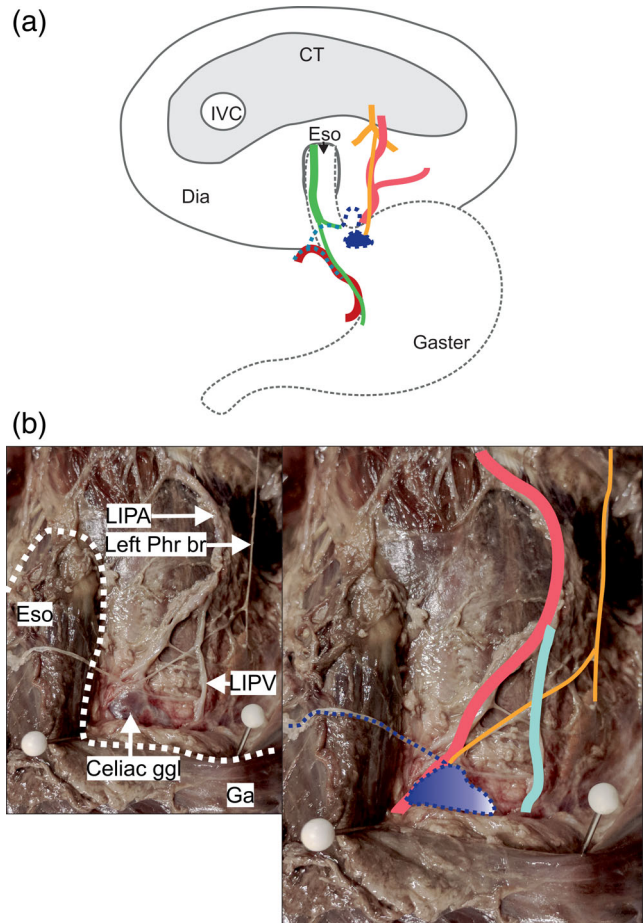 (a)
CT
IVC
Eso
Dia
Gaster
(b)
LIPA
Left Phr br
Eso
LIPV
Celiac ggl
Ga